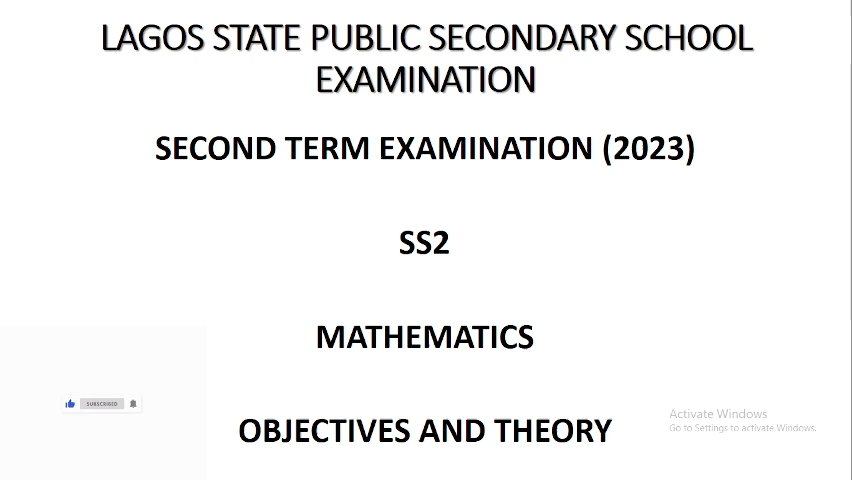 LAGOS STATE PUBLIC SECONDARY SCHOOL
EXAMINATION
SECOND TERM EXAMINATION (2023)
SS2
MATHEMATICS
SUBSCRIBED
OBJECTIVES AND THEORY
Activate Windows
Go to Settings to activate Windows.